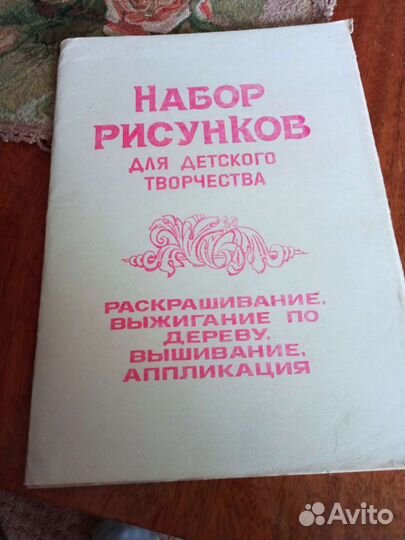 НАБОР
РИСУНКОВ
ДЛЯ ДЕТСКОГО
ТВОРЧЕСТВА
РАСКРАШИВАНИЕ,
ВЫЖИГАНИЕ ПО
ДЕРЕВУ,
ВЫШИВАНИЕ,
АППЛИКАЦИЯ
Avito